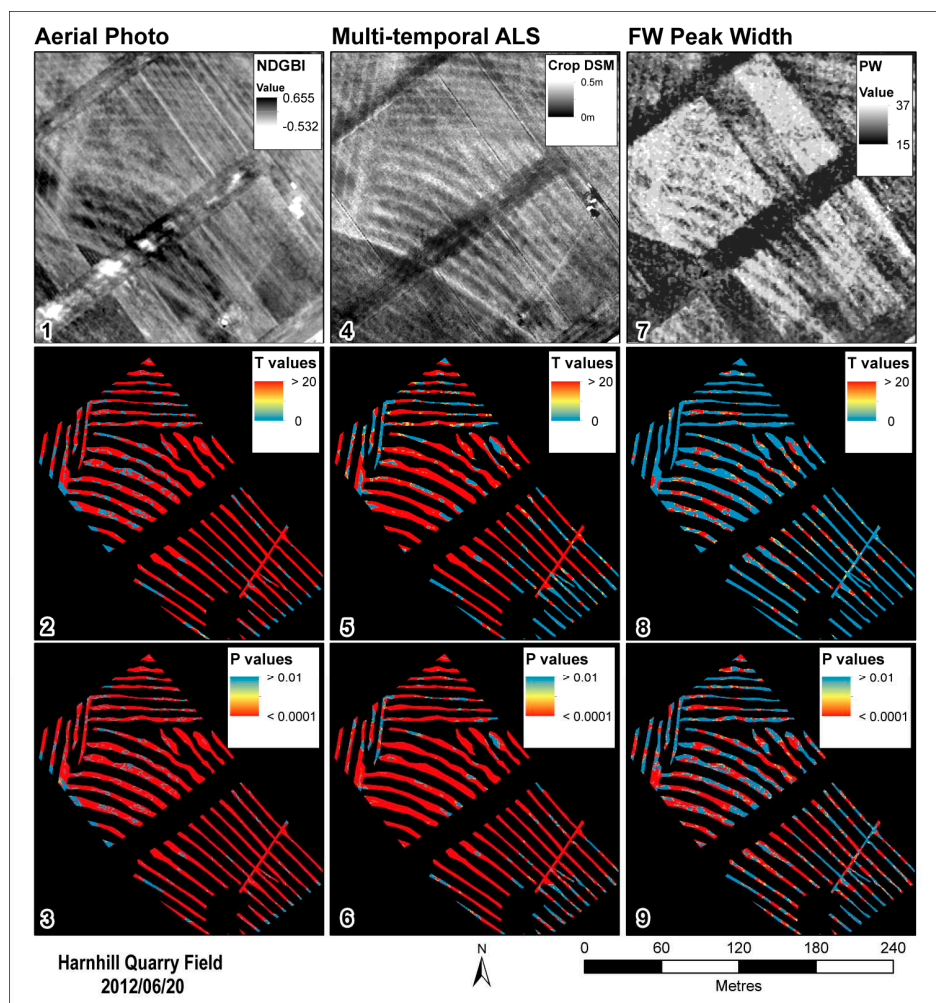 Aerial Photo
Multi-temporal ALS
FW Peak Width
NDGBI
Value
0.655
-0.532
1
Crop DSM
0.5m
0m
4
PW
Value
37
15
7
T values
> 20
0
2
T values
> 20
0
5
T values
> 20
0
8
P values
> 0.01
< 0.0001
3
P values
> 0.01
< 0.0001
6
P values
> 0.01
< 0.0001
9
Harnhill Quarry Field
2012/06/20
N
0 60 120 180 240
Metres